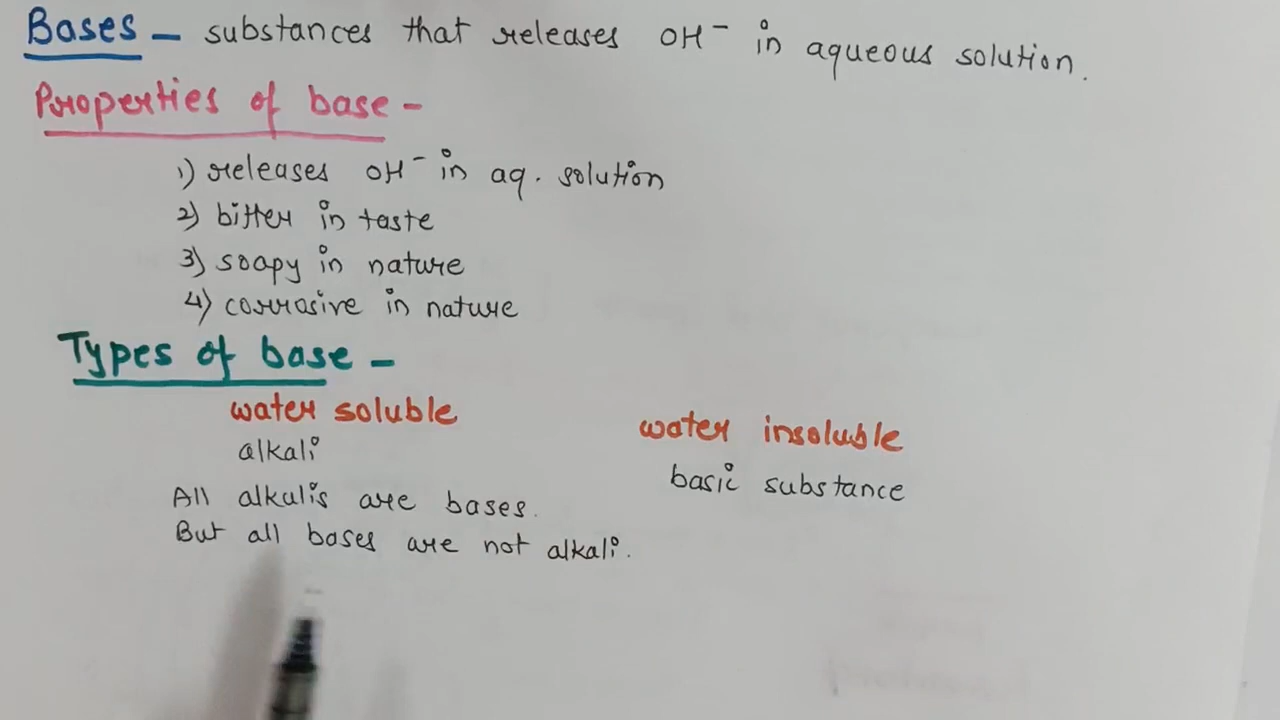 Bases - substances that releases OH⁻ in aqueous solution.
Properties of base -
1) releases OH⁻ in aq. solution
2) bitter in taste
3) soapy in nature
4) corrosive in nature
Types of base -
water soluble
alkali
water insoluble
basic substance
All alkalis are bases.
But all bases are not alkali.